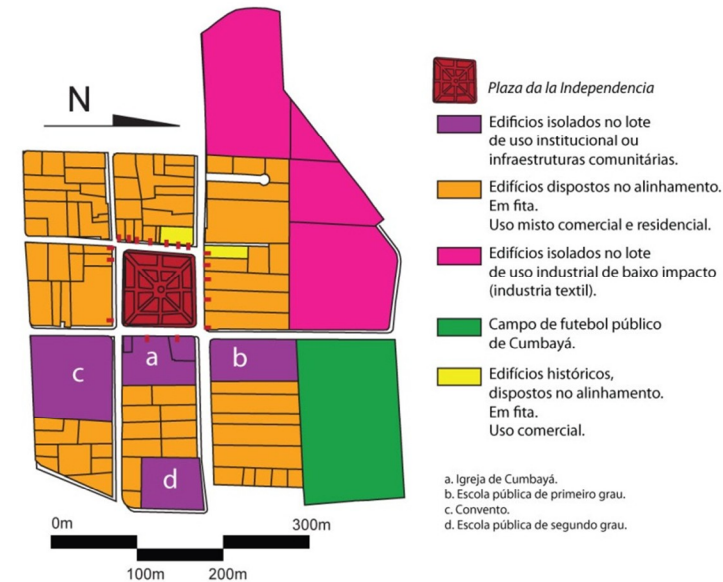 N
a
b
c
d
0m
300m
100m
200m
Plaza da la Independencia
Edificios isolados no lote
de uso institucional ou
infraestruturas comunitárias.
Edifícios dispostos no alinhamento.
Em fita.
Uso misto comercial e residencial.
Edifícios isolados no lote
de uso industrial de baixo impacto
(industria textil).
Campo de futebol público
de Cumbayá.
Edifícios históricos,
dispostos no alinhamento.
Em fita.
Uso comercial.
a. Igreja de Cumbayá.
b. Escola pública de primeiro grau.
c. Convento.
d. Escola pública de segundo grau.